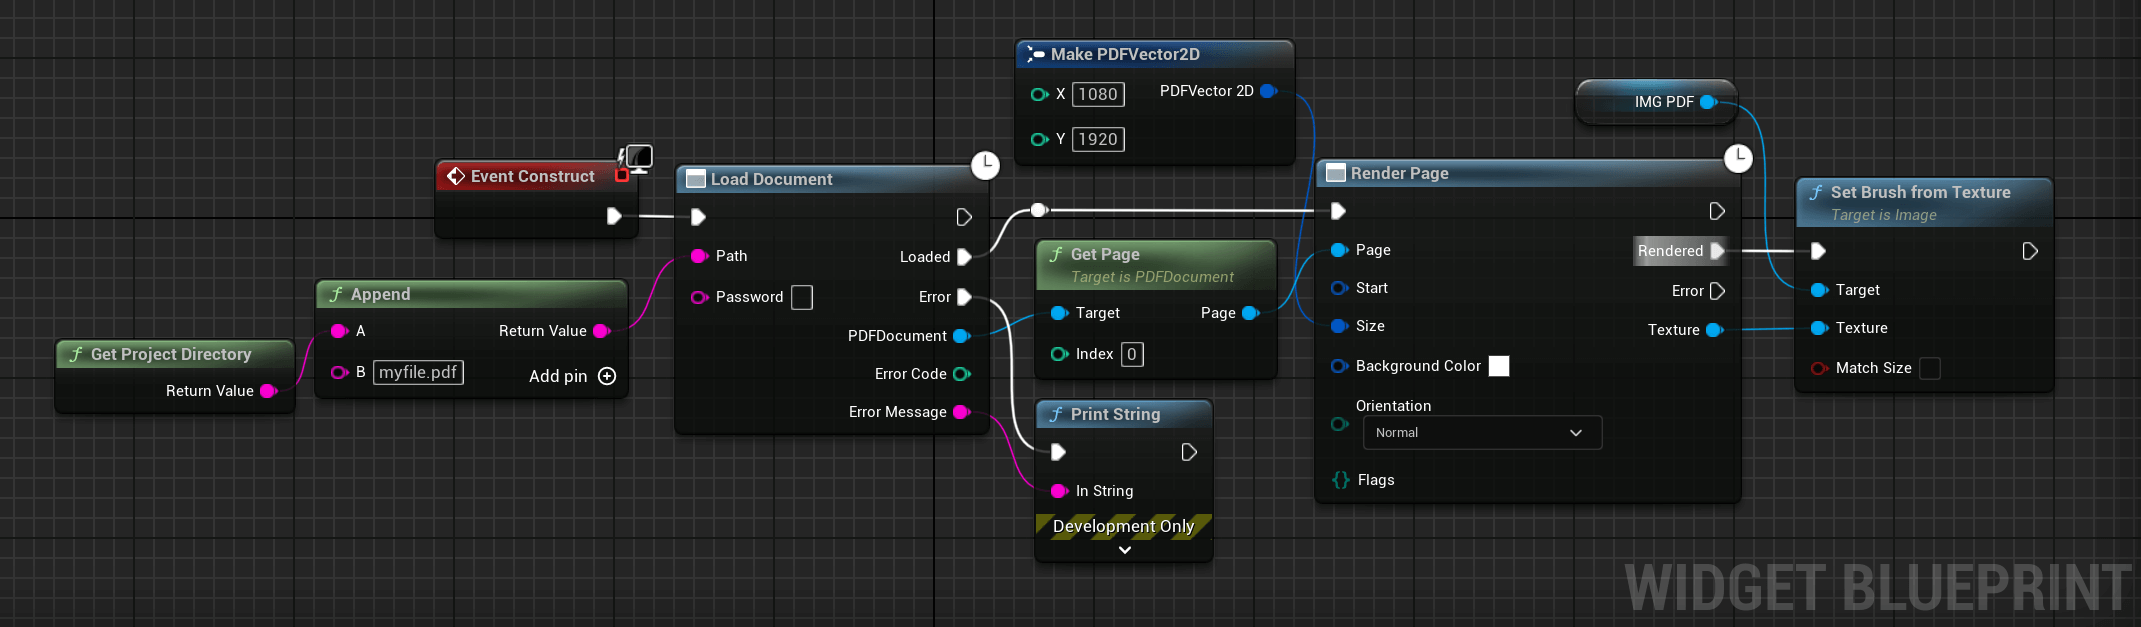 Make PDFVector2D
X 1080
PDFVector 2D
Y 1920
IMG PDF
Event Construct
Load Document
Path
Loaded
Password
Error
PDFDocument
Error Code
Error Message
Append
A
Return Value
B myfile.pdf
Add pin
Get Project Directory
Return Value
Get Page
Target is PDFDocument
Target
Page
Index 0
Print String
In String
Development Only
Render Page
Page
Rendered
Start
Error
Size
Texture
Background Color
Orientation
Normal
Flags
Set Brush from Texture
Target is Image
Target
Texture
Match Size
WIDGET BLUEPRINT